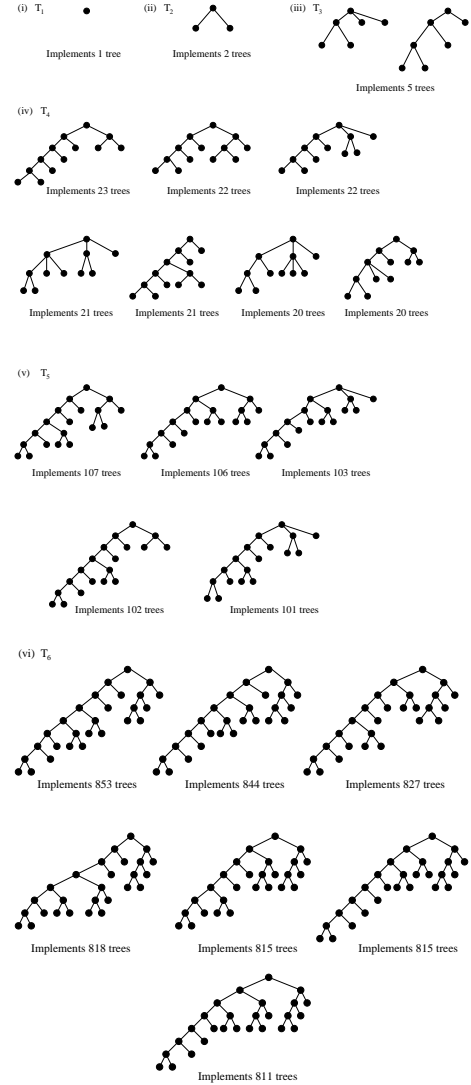 (i) T1 (ii) T2 (iii) T3
Implements 1 tree Implements 2 trees
Implements 5 trees
(iv) T4
Implements 23 trees Implements 22 trees Implements 22 trees
Implements 21 trees Implements 21 trees Implements 20 trees Implements 20 trees
(v) T5
Implements 107 trees Implements 106 trees Implements 103 trees
Implements 102 trees Implements 101 trees
(vi) T6
Implements 853 trees Implements 844 trees Implements 827 trees
Implements 818 trees Implements 815 trees Implements 815 trees
Implements 811 trees